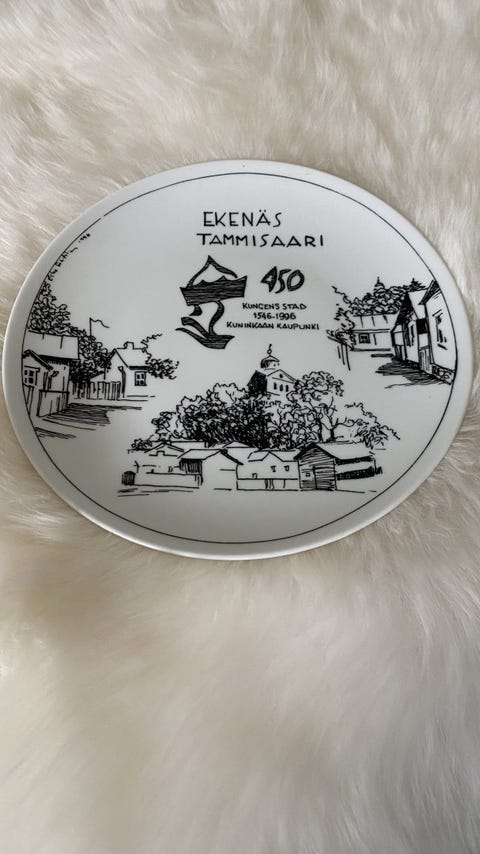 EKENÄS
TAMMISAARI
450
KUNGENS STAD
1546-1996
KUNINKAAN KAUPUNKI